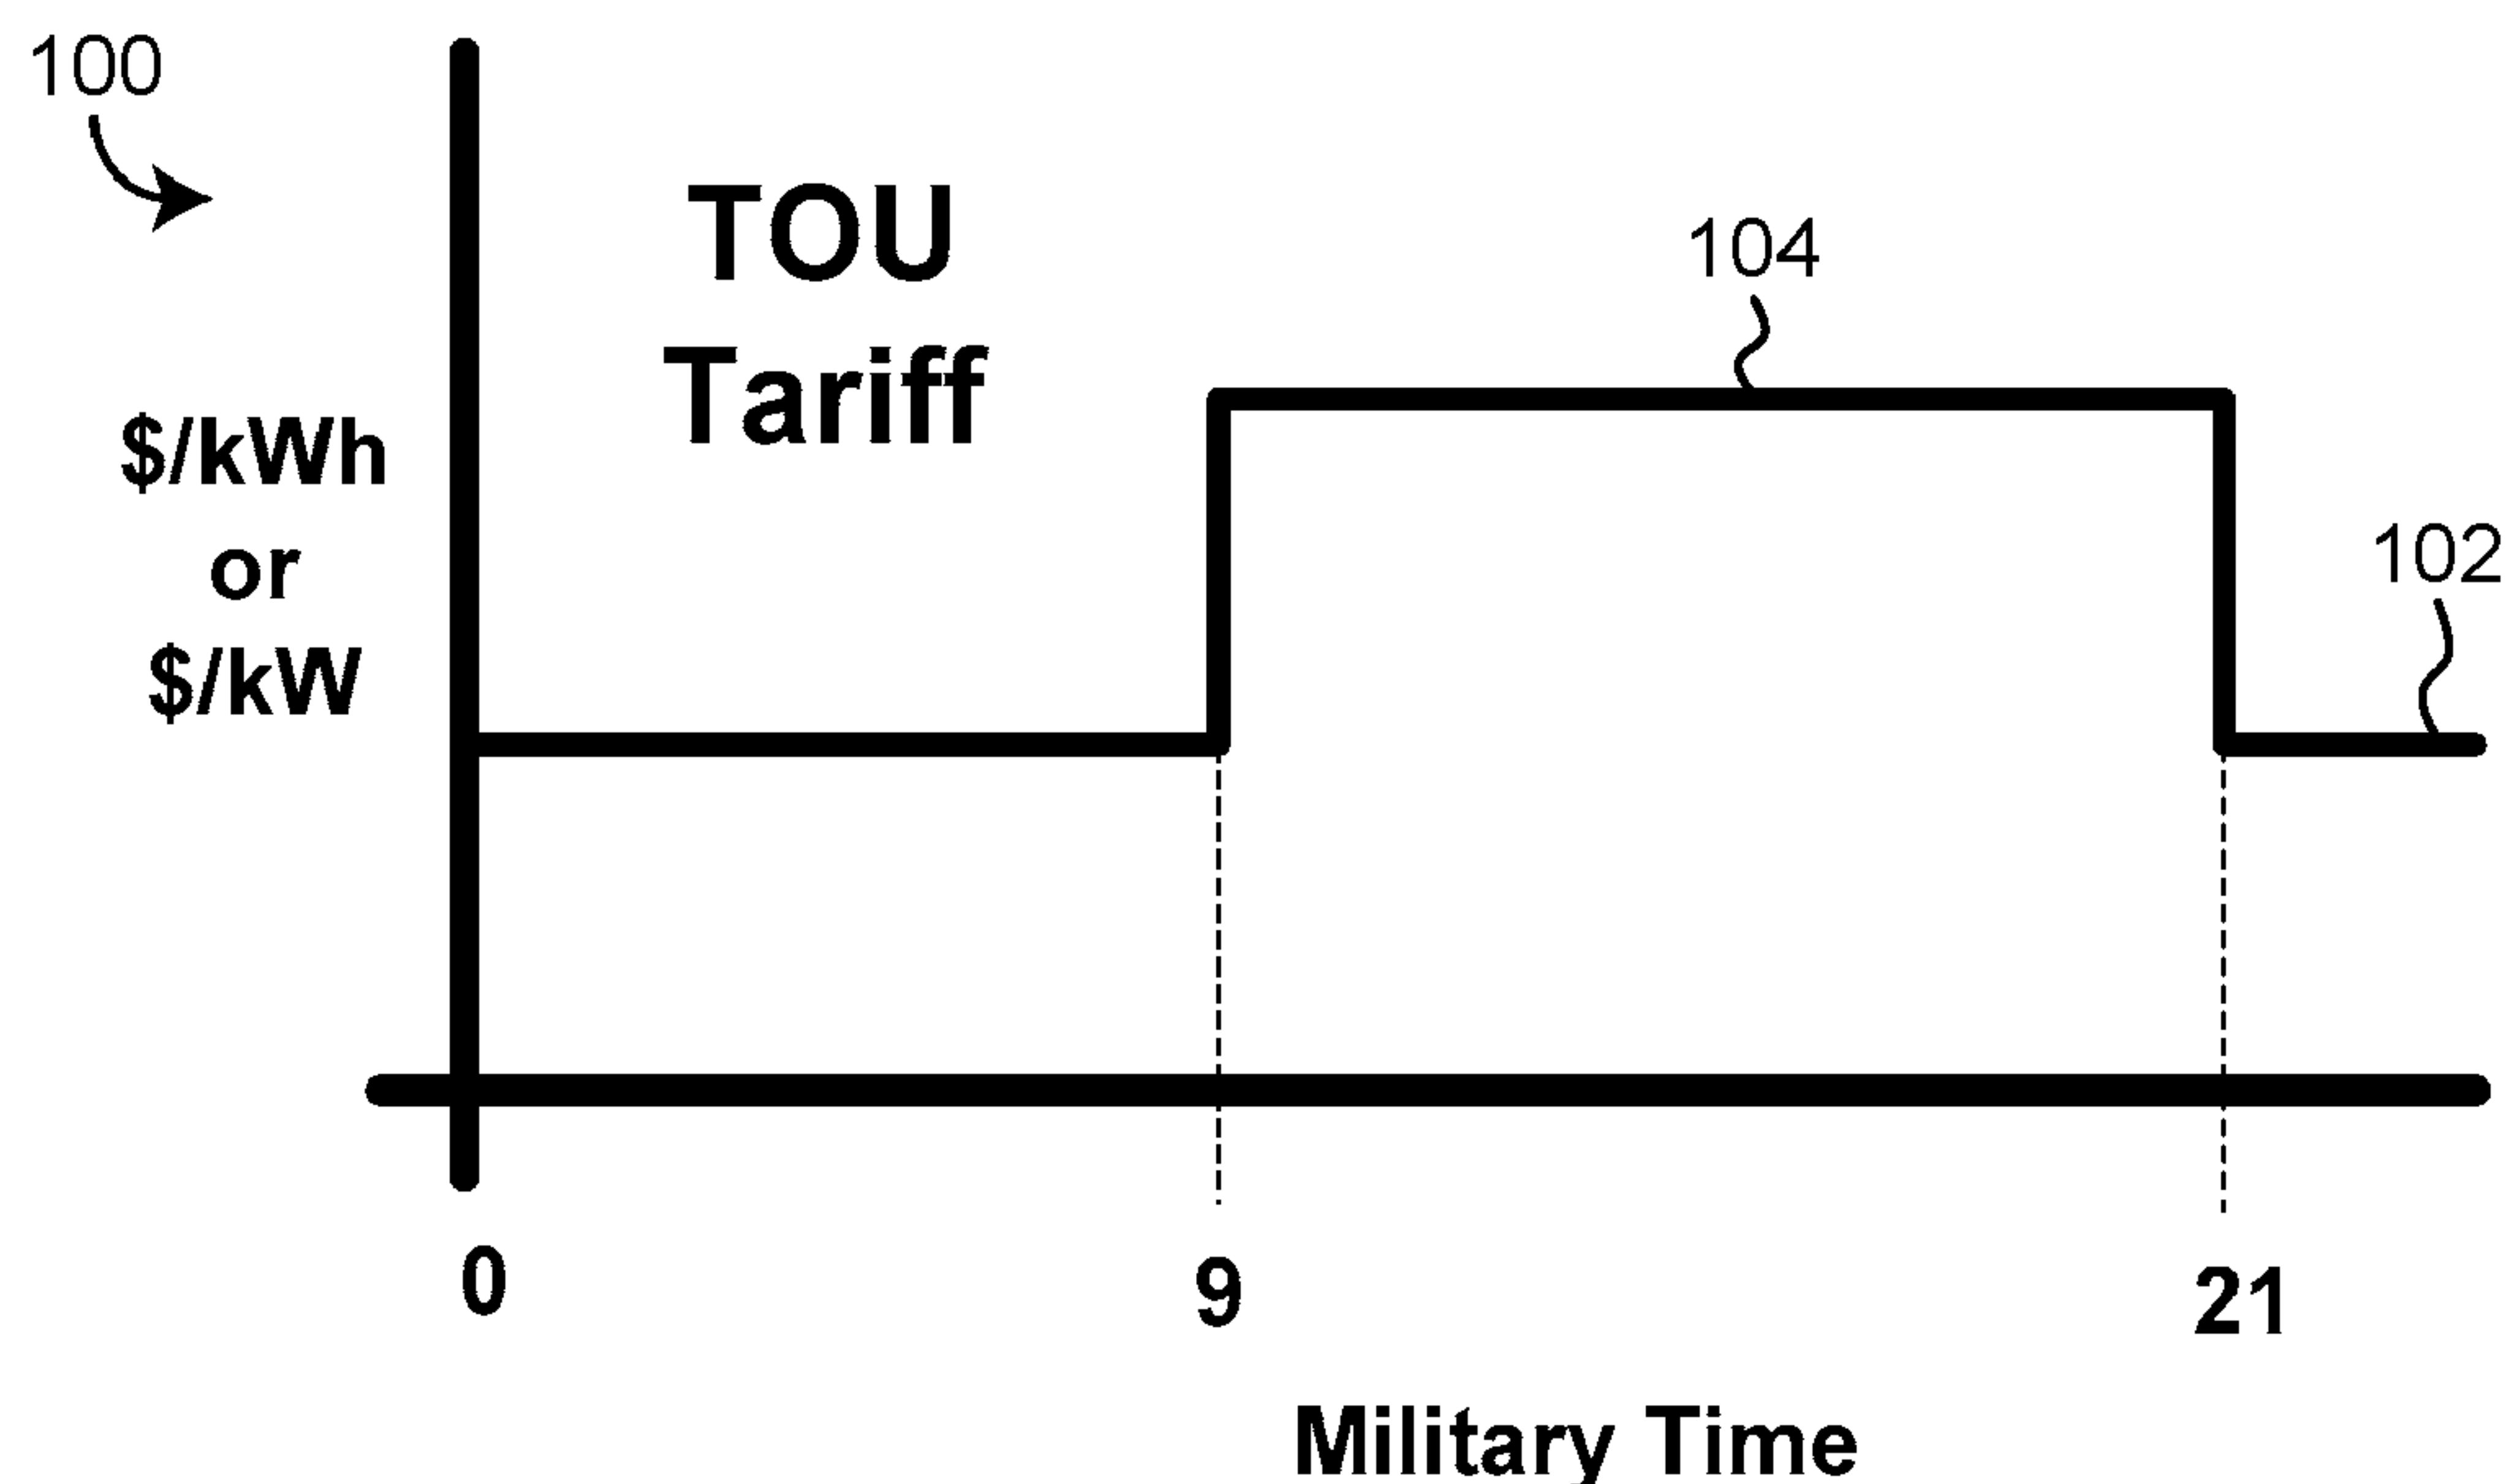 100
TOU
Tariff
104
$/kWh
or
$/kW
102
0
9
21
Military Time